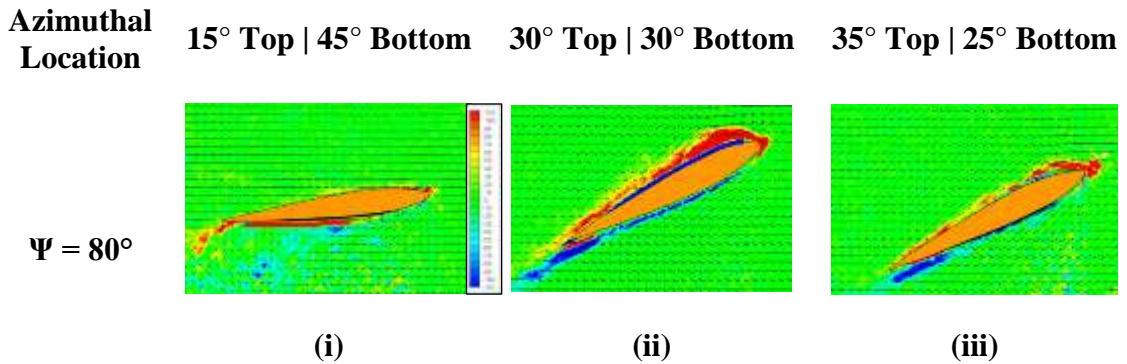 Azimuthal
Location
15° Top | 45° Bottom
30° Top | 30° Bottom
35° Top | 25° Bottom
Ψ = 80°
(i)
(ii)
(iii)